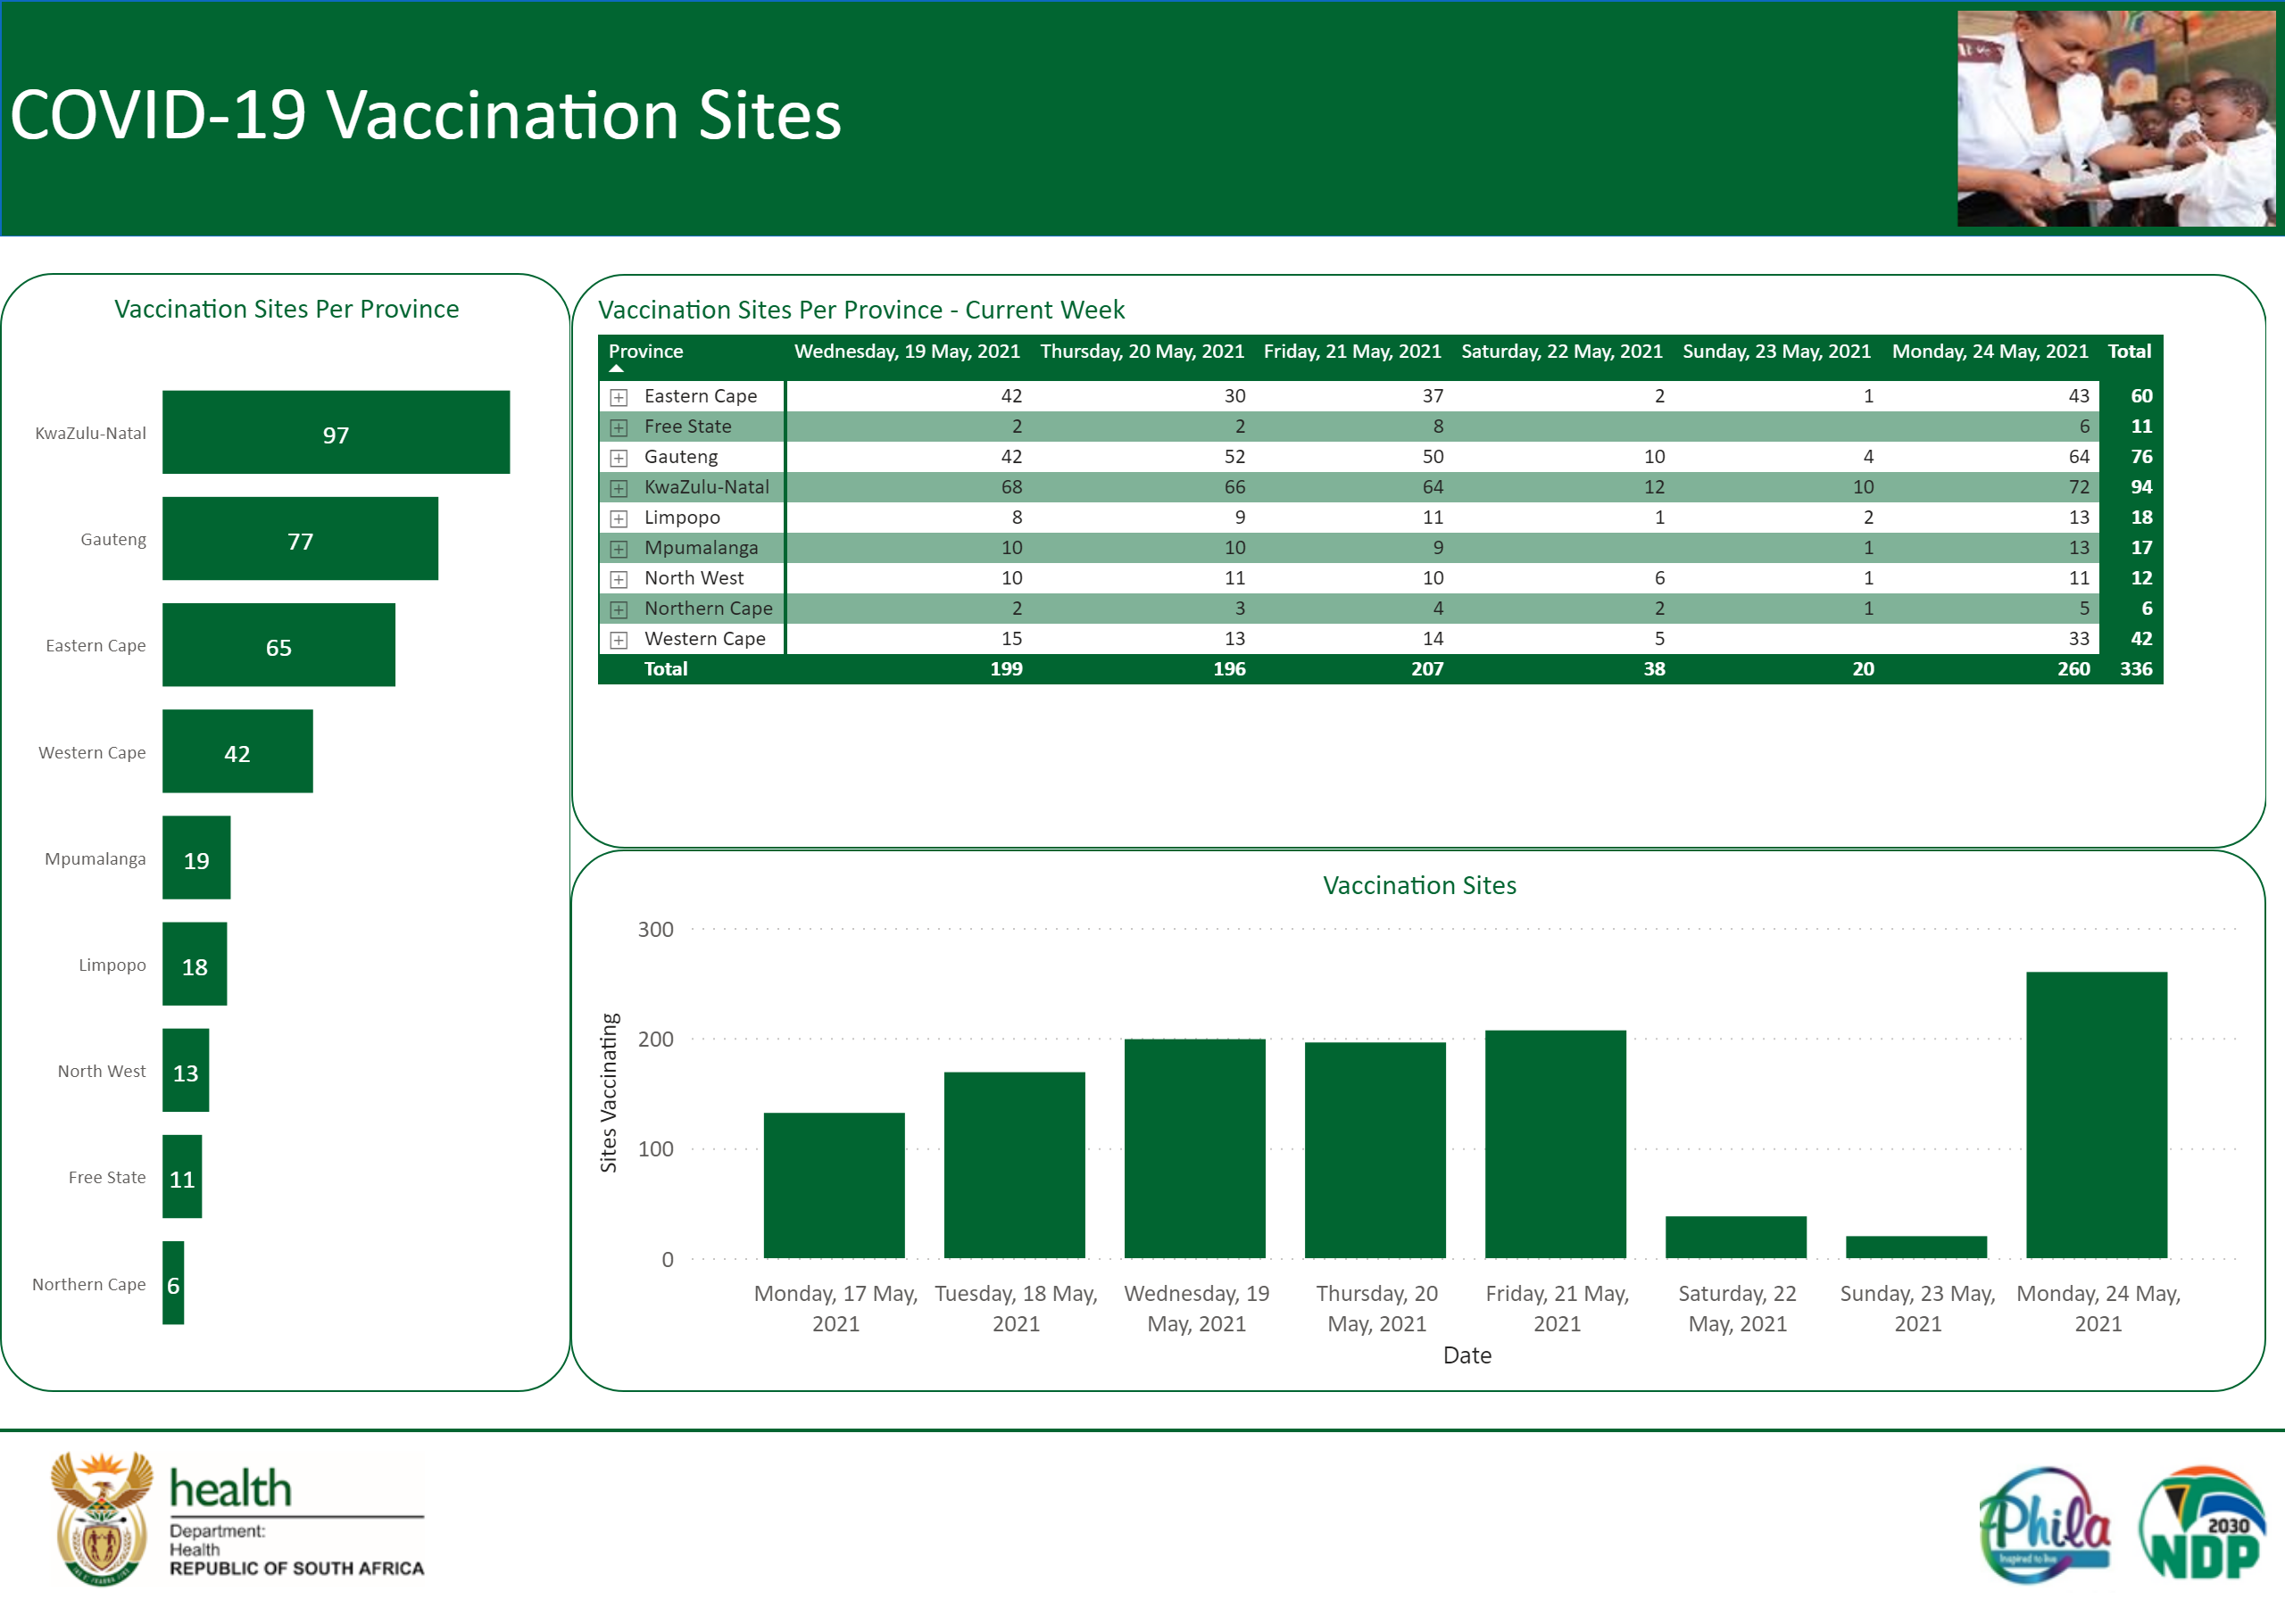 COVID-19 Vaccination Sites
Vaccination Sites Per Province
KwaZulu-Natal 97
Gauteng 77
Eastern Cape 65
Western Cape 42
Mpumalanga 19
Limpopo 18
North West 13
Free State 11
Northern Cape 6
Vaccination Sites Per Province - Current Week
Province Wednesday, 19 May, 2021 Thursday, 20 May, 2021 Friday, 21 May, 2021 Saturday, 22 May, 2021 Sunday, 23 May, 2021 Monday, 24 May, 2021 Total
Eastern Cape 42 30 37 2 1 43 60
Free State 2 2 8 6 11
Gauteng 42 52 50 10 4 64 76
KwaZulu-Natal 68 66 64 12 10 72 94
Limpopo 8 9 11 1 2 13 18
Mpumalanga 10 10 9 1 13 17
North West 10 11 10 6 1 11 12
Northern Cape 2 3 4 2 1 5 6
Western Cape 15 13 14 5 33 42
Total 199 196 207 38 20 260 336
Vaccination Sites
Sites Vaccinating
300
200
100
0
Monday, 17 May, 2021
Tuesday, 18 May, 2021
Wednesday, 19 May, 2021
Thursday, 20 May, 2021
Friday, 21 May, 2021
Saturday, 22 May, 2021
Sunday, 23 May, 2021
Monday, 24 May, 2021
Date
health
Department:
Health
REPUBLIC OF SOUTH AFRICA
Phila
Inspired to live
2030
NDP